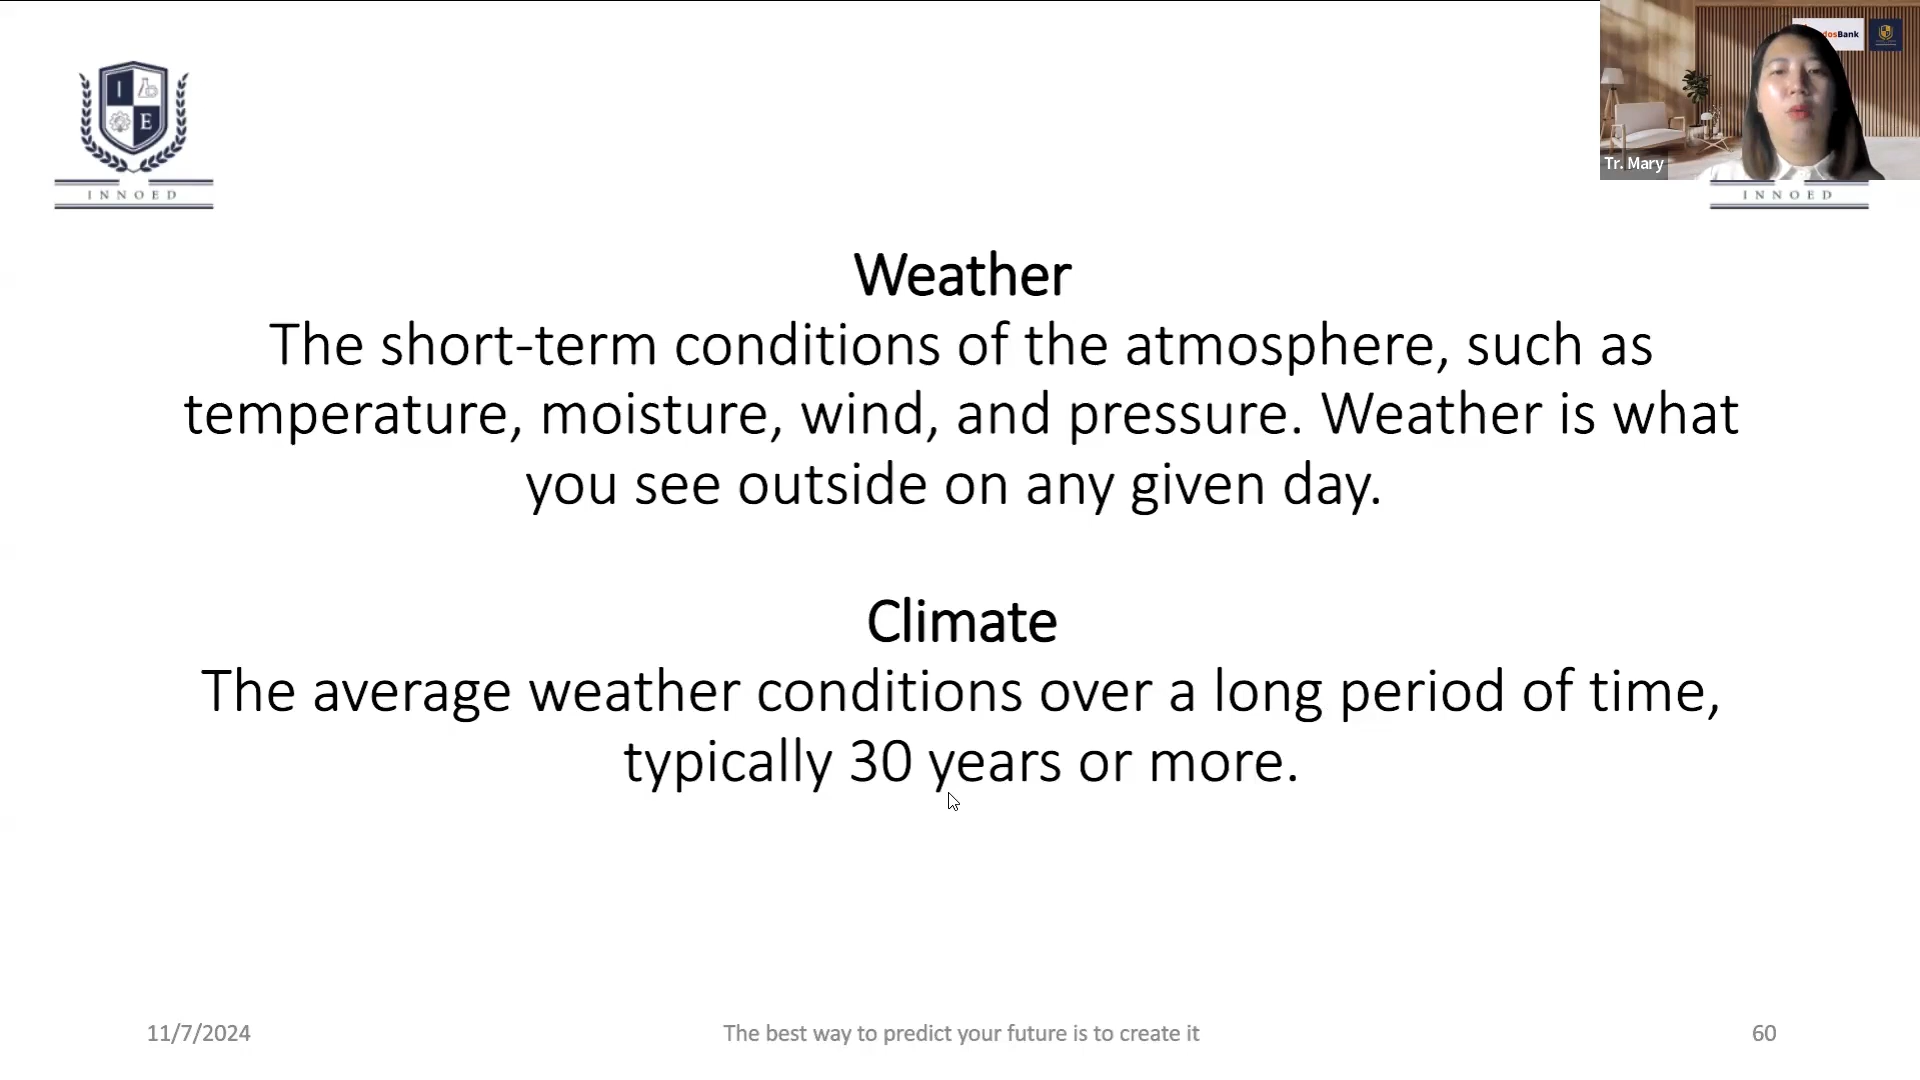 I
E
INNOED
dosBank
Tr. Mary
INNOED
Weather
The short-term conditions of the atmosphere, such as
temperature, moisture, wind, and pressure. Weather is what
you see outside on any given day.
Climate
The average weather conditions over a long period of time,
typically 30 years or more.
11/7/2024
The best way to predict your future is to create it
60